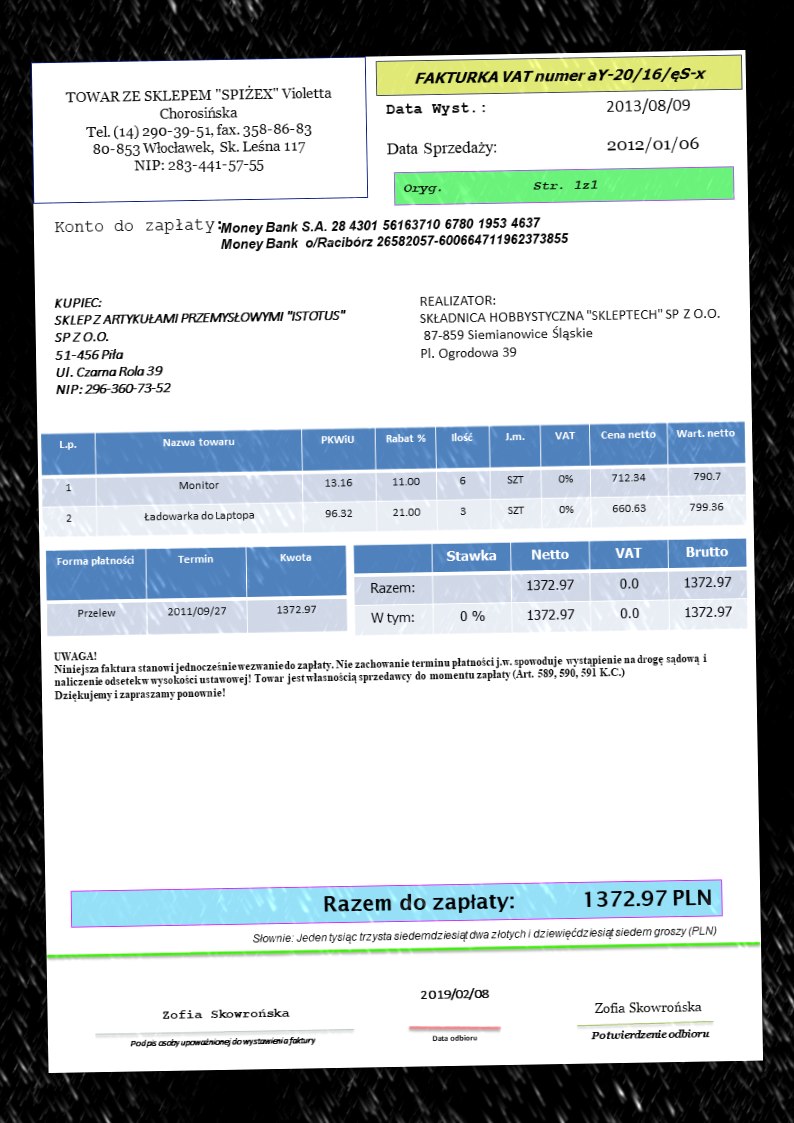 TOWAR ZE SKLEPEM "SPIŻEX" Violetta
Chorosińska
Tel. (14) 290-39-51, fax. 358-86-83
80-853 Włocławek, Sk. Leśna 117
NIP: 283-441-57-55
FAKTURKA VAT numer aY-20/16/ęS-x
Data Wyst.: 2013/08/09
Data Sprzedaży: 2012/01/06
Oryg. Str. 1z1
Konto do zapłaty: Money Bank S.A. 28 4301 56163710 6780 1953 4637
Money Bank o/Racibórz 26582057-600664711962373855
KUPIEC:
SKLEP Z ARTYKUŁAMI PRZEMYSŁOWYMI "ISTOTUS"
SP Z O.O.
51-456 Piła
Ul. Czarna Rola 39
NIP: 296-360-73-52
REALIZATOR:
SKŁADNICA HOBBYSTYCZNA "SKLEPTECH" SP Z O.O.
87-859 Siemianowice Śląskie
Pl. Ogrodowa 39
L.p. Nazwa towaru PKWiU Rabat % Ilość J.m. VAT Cena netto Wart. netto
1 Monitor 13.16 11.00 6 SZT 0% 712.34 790.7
2 Ładowarka do Laptopa 96.32 21.00 3 SZT 0% 660.63 799.36
Forma płatności Termin Kwota
Przelew 2011/09/27 1372.97
Stawka Netto VAT Brutto
Razem: 1372.97 0.0 1372.97
W tym: 0 % 1372.97 0.0 1372.97
UWAGA!
Niniejsza faktura stanowi jednocześnie wezwanie do zapłaty. Nie zachowanie terminu płatności j.w. spowoduje wystąpienie na drogę sądową i
naliczenie odsetek w wysokości ustawowej! Towar jest własnością sprzedawcy do momentu zapłaty (Art. 589, 590, 591 K.C.)
Dziękujemy i zapraszamy ponownie!
Razem do zapłaty: 1372.97 PLN
Słownie: Jeden tysiąc trzysta siedemdziesiąt dwa złotych i dziewięćdziesiąt siedem groszy (PLN)
Zofia Skowrońska
Podpis osoby upoważnionej do wystawienia faktury
2019/02/08
Data odbioru
Zofia Skowrońska
Potwierdzenie odbioru